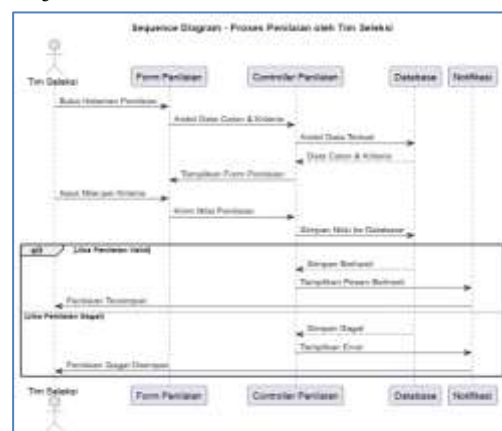 Sequence Diagram - Proses Penilaian oleh Tim Seleksi
Tim Seleksi
Form Penilaian
Controller Penilaian
Database
Notifikasi
Buka Halaman Penilaian
Ambil Data Calon & Kriteria
Ambil Data Terkait
Data Calon & Kriteria
Tampilkan Form Penilaian
Input Nilai per Kriteria
Kirim Nilai Penilaian
Simpan Nilai ke Database
alt
[Jika Penilaian Valid]
Simpan Berhasil
Tampilkan Pesan Berhasil
Penilaian Tersimpan
[Jika Penilaian Gagal]
Simpan Gagal
Tampilkan Error
Penilaian Gagal Disimpan
Tim Seleksi
Form Penilaian
Controller Penilaian
Database
Notifikasi